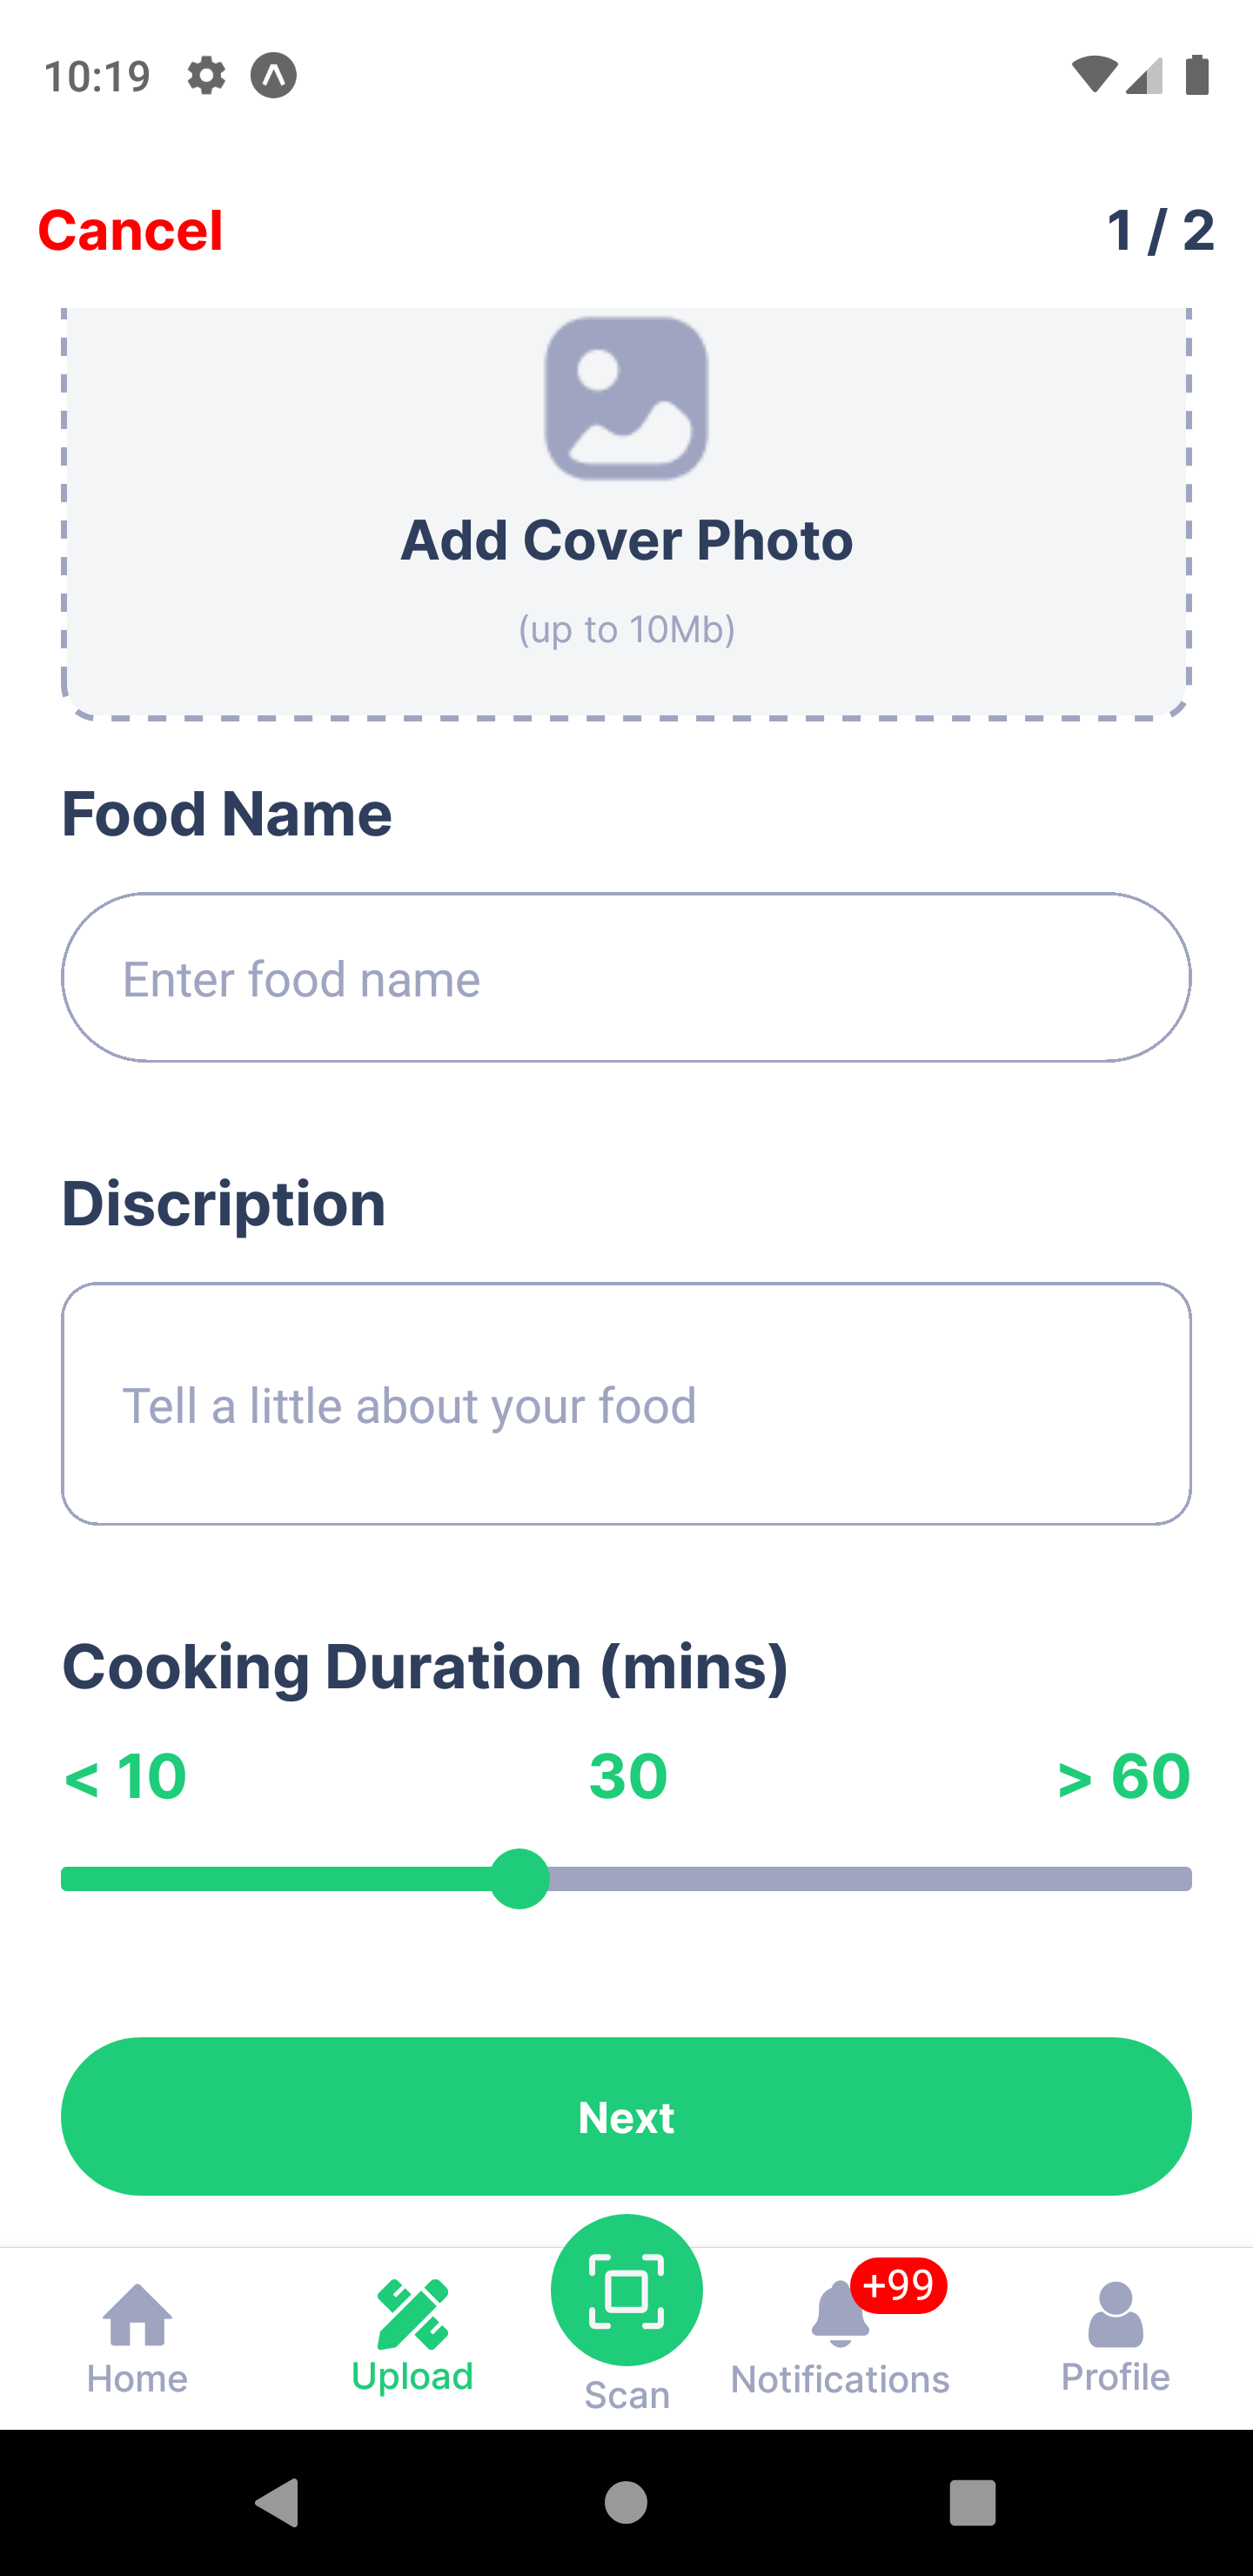 10:19
Cancel
1 / 2
Add Cover Photo
(up to 10Mb)
Food Name
Enter food name
Discription
Tell a little about your food
Cooking Duration (mins)
< 10 30 > 60
Next
+99
Home Upload Scan Notifications Profile